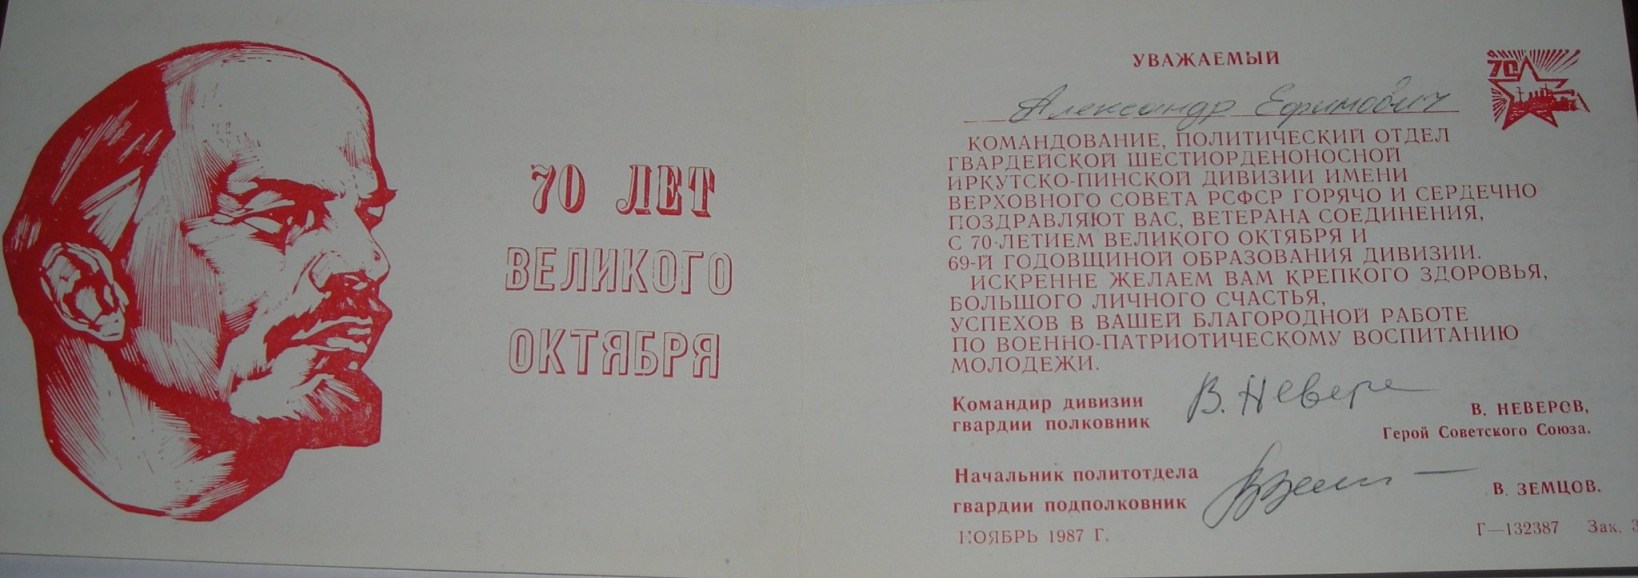 70 ЛЕТ
ВЕЛИКОГО
ОКТЯБРЯ
УВАЖАЕМЫЙ
70
Александр Ефимович
КОМАНДОВАНИЕ, ПОЛИТИЧЕСКИЙ ОТДЕЛ
ГВАРДЕЙСКОЙ ШЕСТИОРДЕНОНОСНОЙ
ИРКУТСКО-ПИНСКОЙ ДИВИЗИИ ИМЕНИ
ВЕРХОВНОГО СОВЕТА РСФСР ГОРЯЧО И СЕРДЕЧНО
ПОЗДРАВЛЯЮТ ВАС, ВЕТЕРАНА СОЕДИНЕНИЯ,
С 70-ЛЕТИЕМ ВЕЛИКОГО ОКТЯБРЯ И
69-Й ГОДОВЩИНОЙ ОБРАЗОВАНИЯ ДИВИЗИИ.
ИСКРЕННЕ ЖЕЛАЕМ ВАМ КРЕПКОГО ЗДОРОВЬЯ,
БОЛЬШОГО ЛИЧНОГО СЧАСТЬЯ,
УСПЕХОВ В ВАШЕЙ БЛАГОРОДНОЙ РАБОТЕ
ПО ВОЕННО-ПАТРИОТИЧЕСКОМУ ВОСПИТАНИЮ
МОЛОДЕЖИ.
Командир дивизии
гвардии полковник
В. Невере
В. НЕВЕРОВ,
Герой Советского Союза.
Начальник политотдела
гвардии подполковник
В. ЗЕМЦОВ.
НОЯБРЬ 1987 Г.
Г—132387 Зак. 3